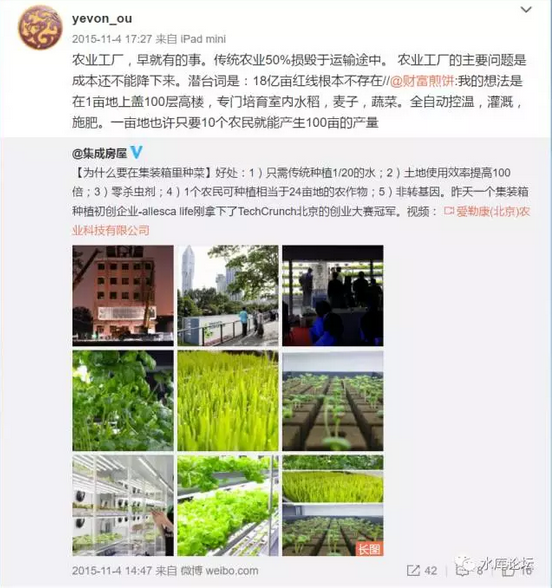 yevon_ou
2015-11-4 17:27 来自 iPad mini
农业工厂，早就有的事。传统农业50%损毁于运输途中。 农业工厂的主要问题是
成本还不能降下来。潜台词是：18亿亩红线根本不存在//@财富煎饼:我的想法是
在1亩地上盖100层高楼，专门培育室内水稻，麦子，蔬菜。全自动控温，灌溉，
施肥。一亩地也许只要10个农民就能产生100亩的产量
@集成房屋
【为什么要在集装箱里种菜】好处：1）只需传统种植1/20的水；2）土地使用效率提高100
倍；3）零杀虫剂；4）1个农民可种植相当于24亩地的农作物；5）非转基因。昨天一个集装箱
种植初创企业-allesca life刚拿下了TechCrunch北京的创业大赛冠军。视频： 爱勒康(北京)农
业科技有限公司
长图
2015-11-4 14:47 来自 微博 weibo.com
42
8
16
水库论坛